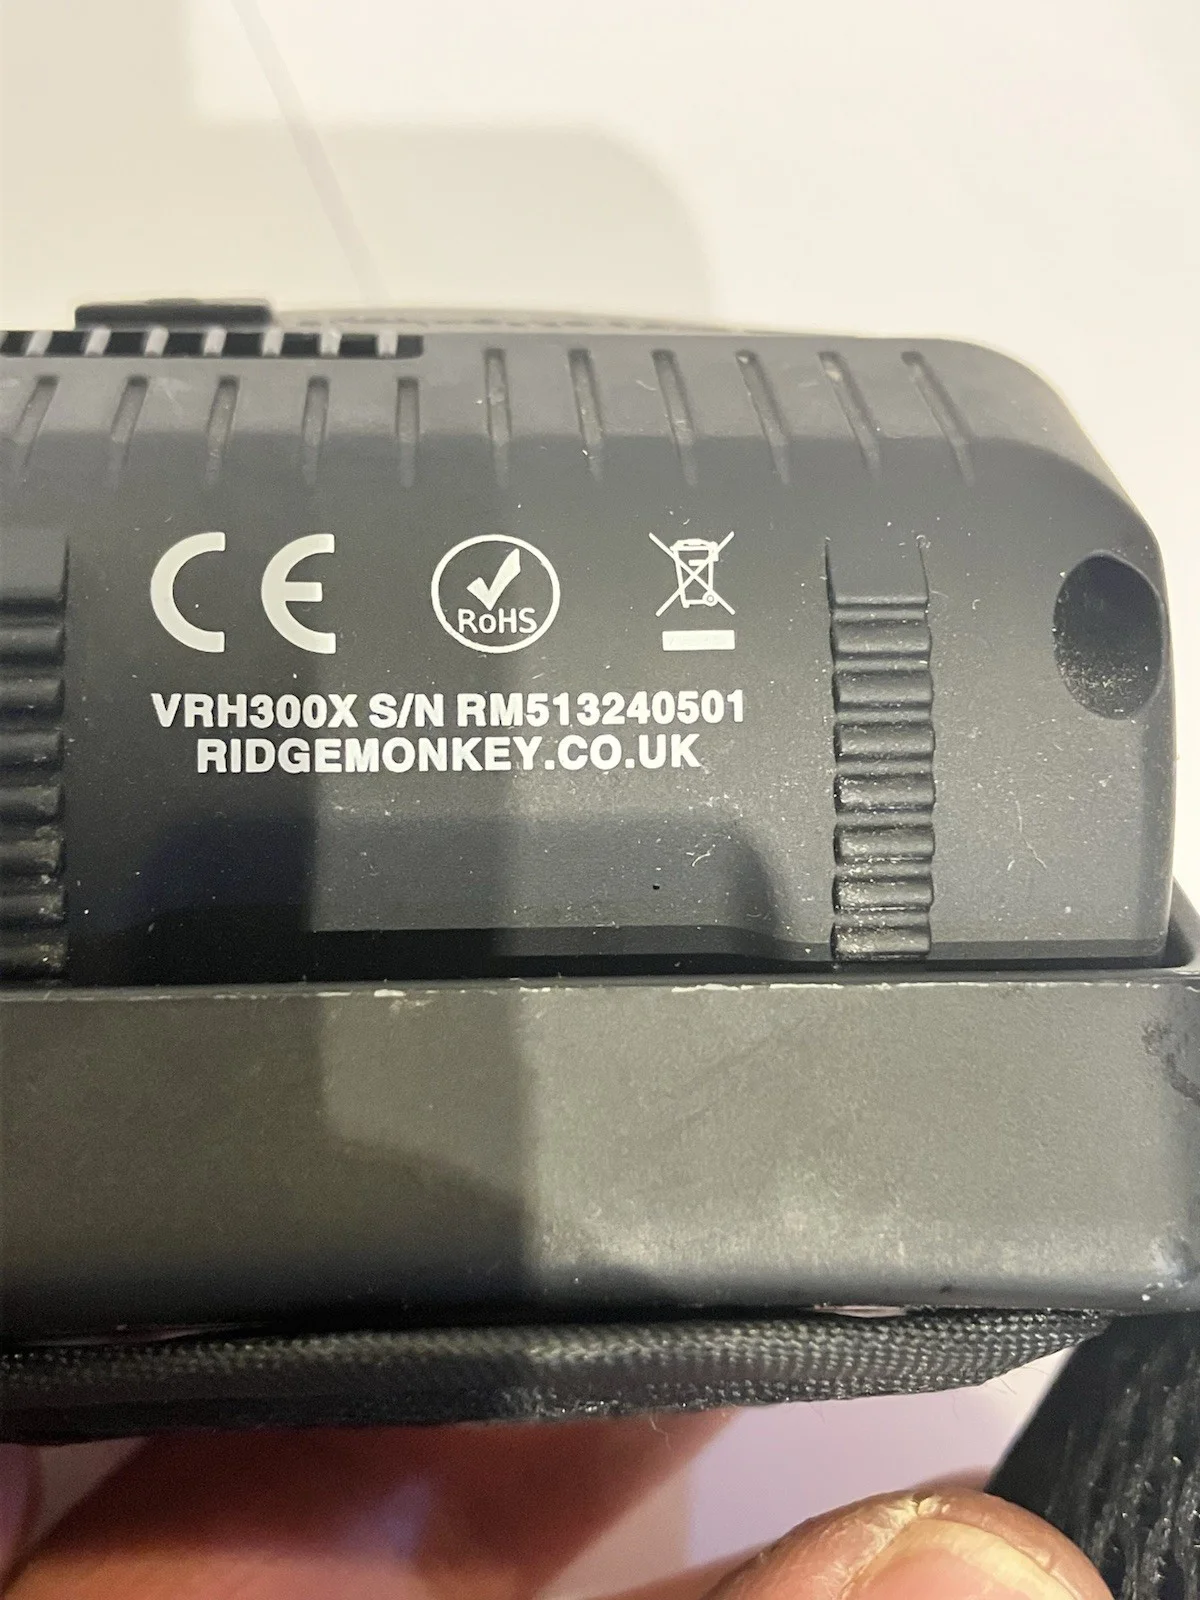 CE RoHS
VRH300X S/N RM513240501
RIDGEMONKEY.CO.UK